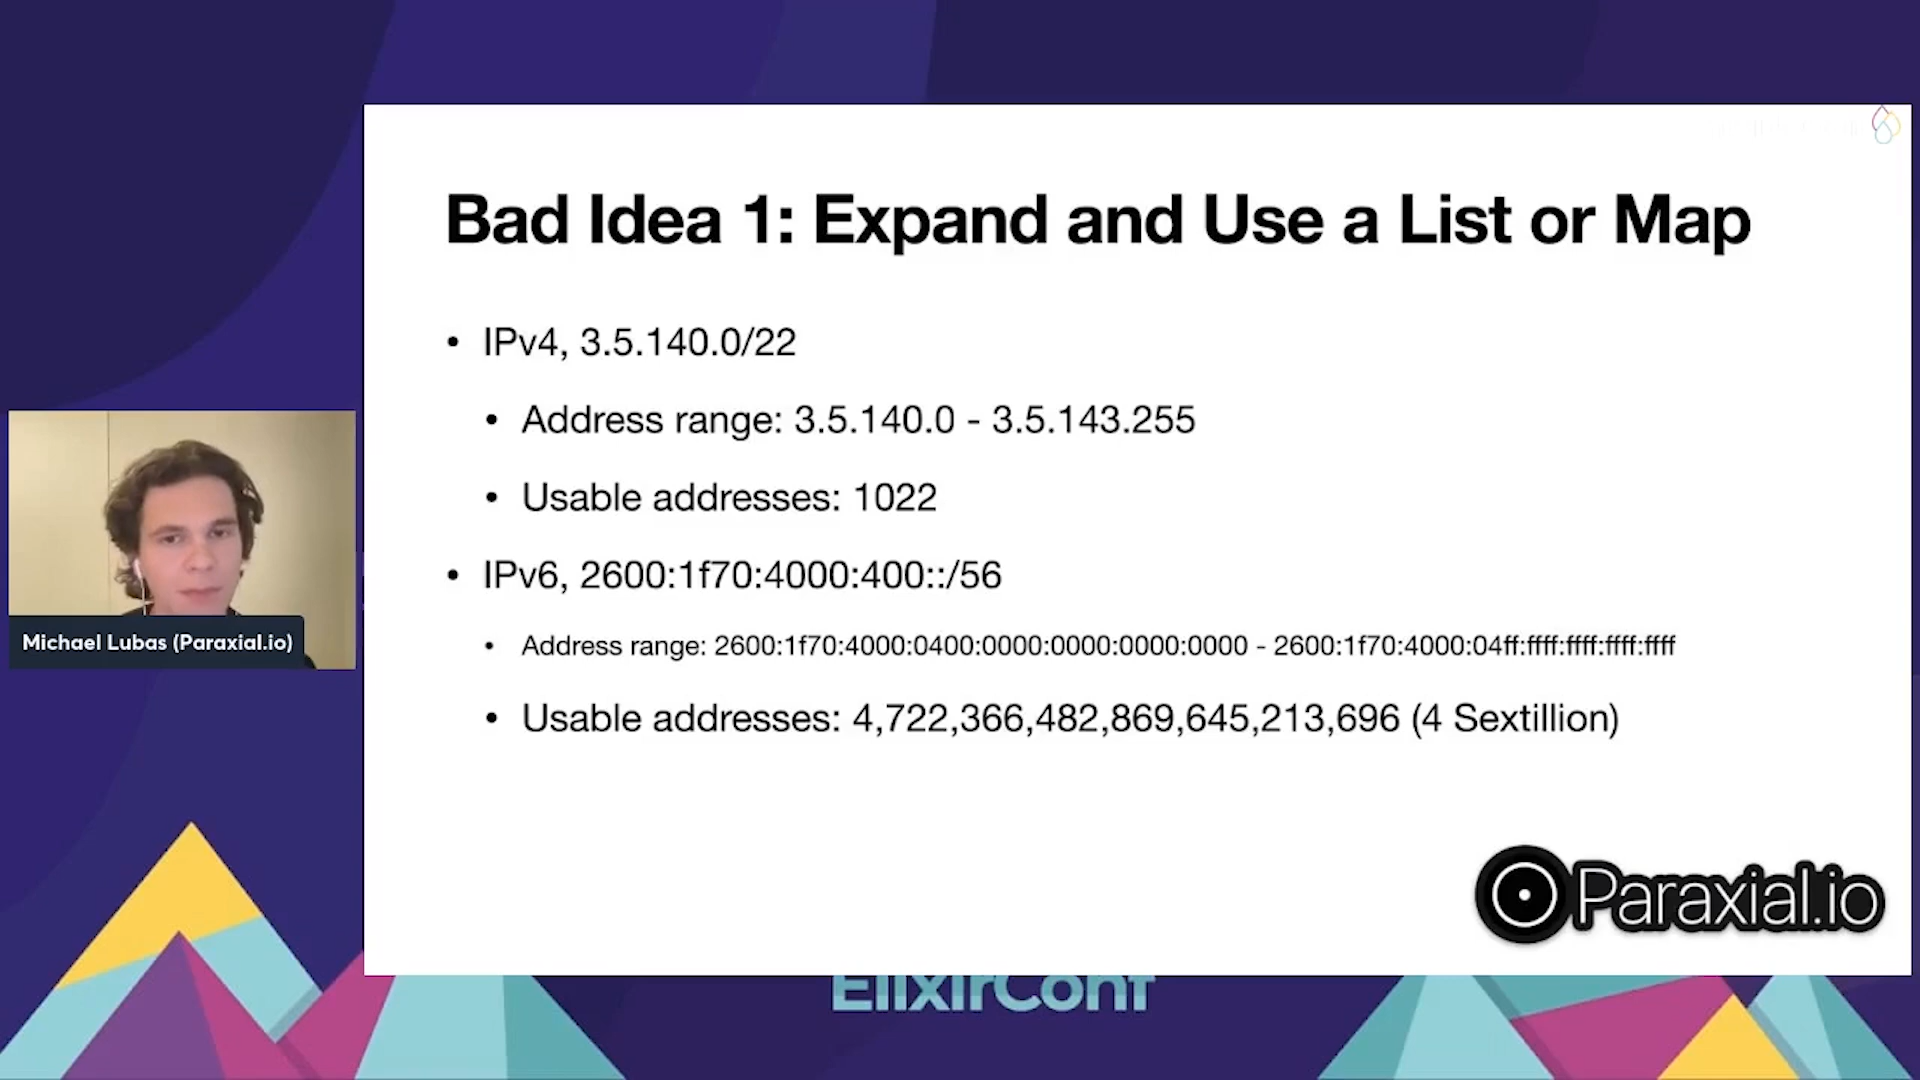 Bad Idea 1: Expand and Use a List or Map
• IPv4, 3.5.140.0/22
• Address range: 3.5.140.0 - 3.5.143.255
• Usable addresses: 1022
• IPv6, 2600:1f70:4000:400::/56
• Address range: 2600:1f70:4000:0400:0000:0000:0000:0000 - 2600:1f70:4000:04ff:ffff:ffff:ffff:ffff
• Usable addresses: 4,722,366,482,869,645,213,696 (4 Sextillion)
Michael Lubas (Paraxial.io)
Paraxial.io
ElixirConf